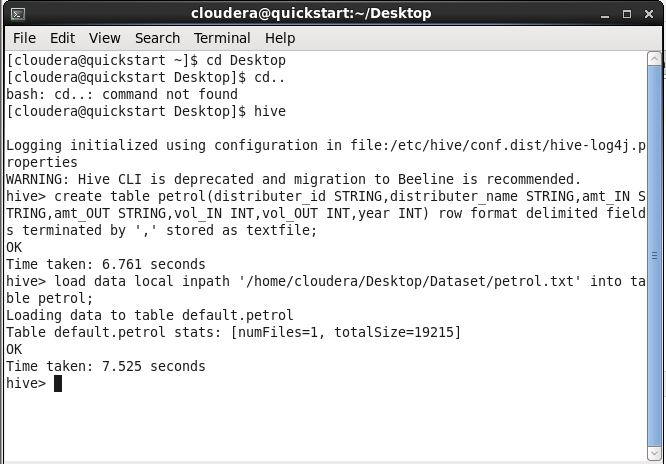 cloudera@quickstart:~/Desktop
File Edit View Search Terminal Help
[cloudera@quickstart ~]$ cd Desktop
[cloudera@quickstart Desktop]$ cd..
bash: cd..: command not found
[cloudera@quickstart Desktop]$ hive
Logging initialized using configuration in file:/etc/hive/conf.dist/hive-log4j.p
roperties
WARNING: Hive CLI is deprecated and migration to Beeline is recommended.
hive> create table petrol(distributer_id STRING,distributer_name STRING,amt_IN S
TRING,amt_OUT STRING,vol_IN INT,vol_OUT INT,year INT) row format delimited field
s terminated by ',' stored as textfile;
OK
Time taken: 6.761 seconds
hive> load data local inpath '/home/cloudera/Desktop/Dataset/petrol.txt' into ta
ble petrol;
Loading data to table default.petrol
Table default.petrol stats: [numFiles=1, totalSize=19215]
OK
Time taken: 7.525 seconds
hive>